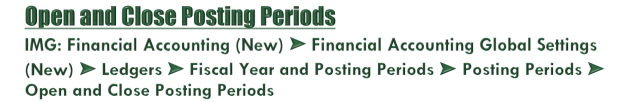 Open and Close Posting Periods
IMG: Financial Accounting (New) ➤ Financial Accounting Global Settings
(New) ➤ Ledgers ➤ Fiscal Year and Posting Periods ➤ Posting Periods ➤
Open and Close Posting Periods